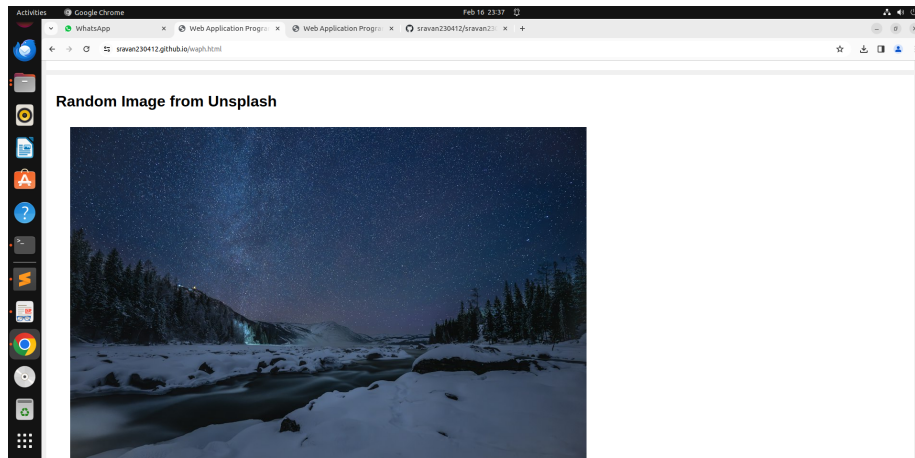 Activities Google Chrome Feb 16 23:37
WhatsApp Web Application Progra Web Application Progra sravan230412/sravan23
sravan230412.github.io/waph.html
Random Image from Unsplash